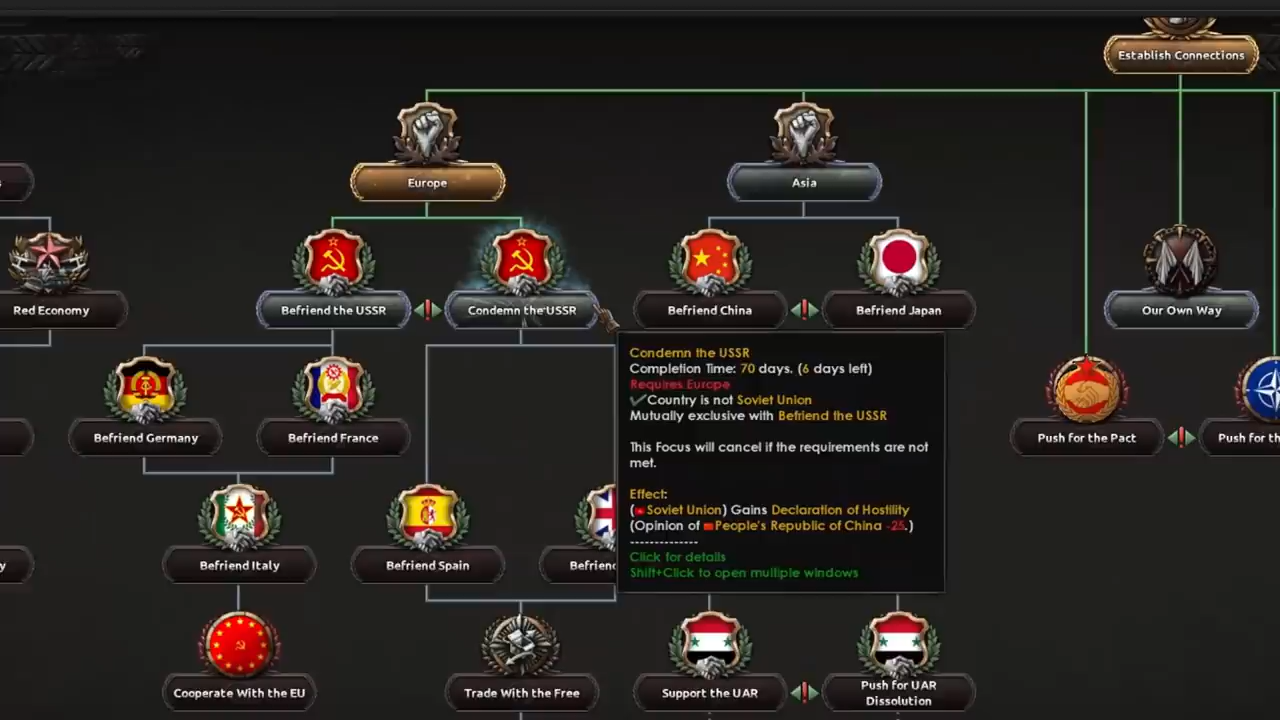 Establish Connections
Europe
Asia
s
Red Economy
Befriend the USSR
Condemn the USSR
Befriend China
Befriend Japan
Our Own Way
Condemn the USSR
Completion Time: 70 days. (6 days left)
Requires Europe
Country is not Soviet Union
Mutually exclusive with Befriend the USSR
This Focus will cancel if the requirements are not
met.
Effect:
(Soviet Union) Gains Declaration of Hostility
(Opinion of People's Republic of China -25.)
--------------
Click for details
Shift+Click to open multiple windows
Befriend Germany
Befriend France
Push for the Pact
Push for th
y
Befriend Italy
Befriend Spain
Befrien
Cooperate With the EU
Trade With the Free
Support the UAR
Push for UAR
Dissolution